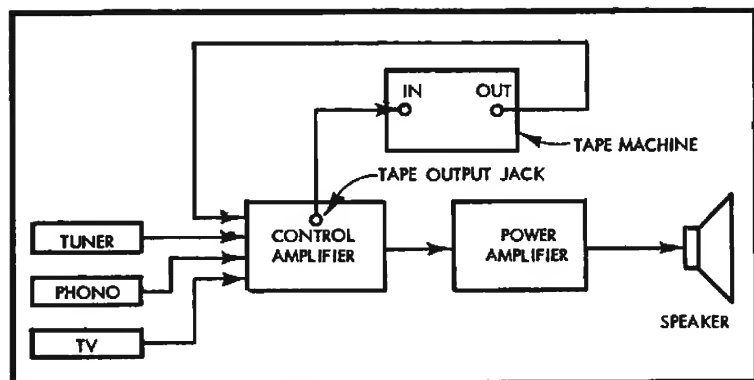 IN OUT
TAPE MACHINE
TAPE OUTPUT JACK
TUNER
CONTROL
AMPLIFIER
POWER
AMPLIFIER
PHONO
SPEAKER
TV